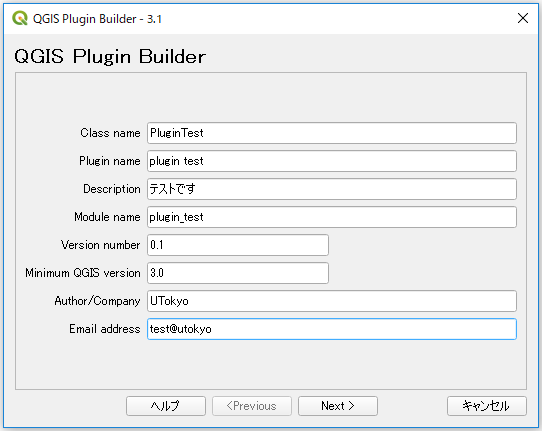 QGIS Plugin Builder - 3.1
QGIS Plugin Builder
Class name PluginTest
Plugin name plugin test
Description テストです
Module name plugin_test
Version number 0.1
Minimum QGIS version 3.0
Author/Company UTokyo
Email address test@utokyo
ヘルプ <Previous Next > キャンセル